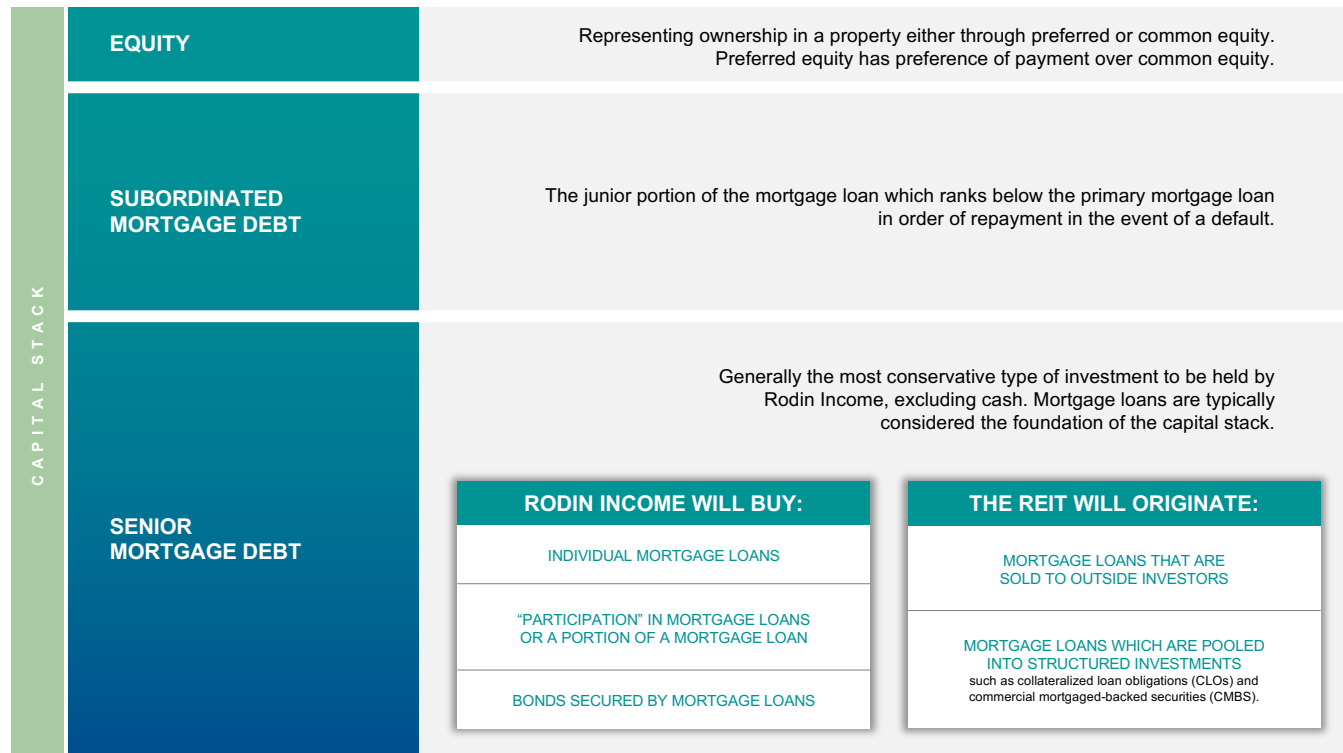 CAPITAL STACK
EQUITY
Representing ownership in a property either through preferred or common equity.
Preferred equity has preference of payment over common equity.
SUBORDINATED
MORTGAGE DEBT
The junior portion of the mortgage loan which ranks below the primary mortgage loan
in order of repayment in the event of a default.
SENIOR
MORTGAGE DEBT
Generally the most conservative type of investment to be held by
Rodin Income, excluding cash. Mortgage loans are typically
considered the foundation of the capital stack.
RODIN INCOME WILL BUY:
INDIVIDUAL MORTGAGE LOANS
“PARTICIPATION” IN MORTGAGE LOANS
OR A PORTION OF A MORTGAGE LOAN
BONDS SECURED BY MORTGAGE LOANS
THE REIT WILL ORIGINATE:
MORTGAGE LOANS THAT ARE
SOLD TO OUTSIDE INVESTORS
MORTGAGE LOANS WHICH ARE POOLED
INTO STRUCTURED INVESTMENTS
such as collateralized loan obligations (CLOs) and
commercial mortgaged-backed securities (CMBS).